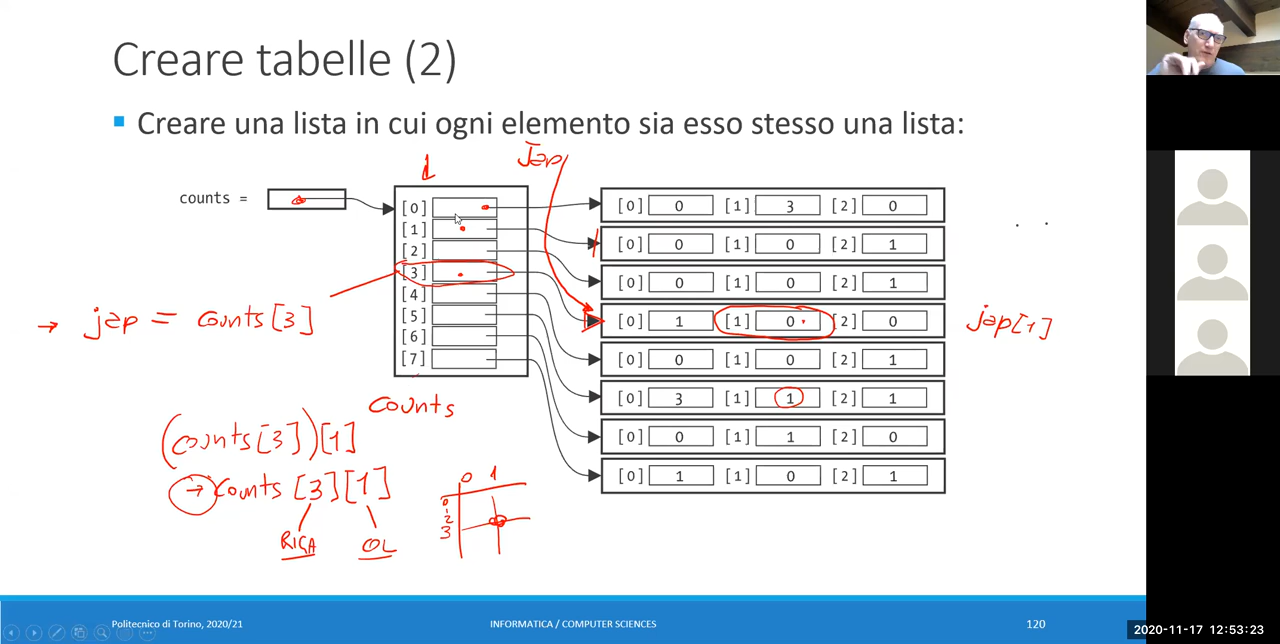 Creare tabelle (2)
▪ Creare una lista in cui ogni elemento sia esso stesso una lista:
jap
counts =
[0]
[1]
[2]
[3]
[4]
[5]
[6]
[7]
[0] 0 [1] 3 [2] 0
[0] 0 [1] 0 [2] 1
[0] 0 [1] 0 [2] 1
[0] 1 [1] 0 [2] 0
[0] 0 [1] 0 [2] 1
[0] 3 [1] 1 [2] 1
[0] 0 [1] 1 [2] 0
[0] 1 [1] 0 [2] 1
→ jap = counts[3]
jap[1]
counts
(counts[3])[1]
→ counts [3][1]
RIGA OL
0 1
0
1
2
3
Politecnico di Torino, 2020/21
INFORMATICA / COMPUTER SCIENCES
120
2020-11-17 12:53:23